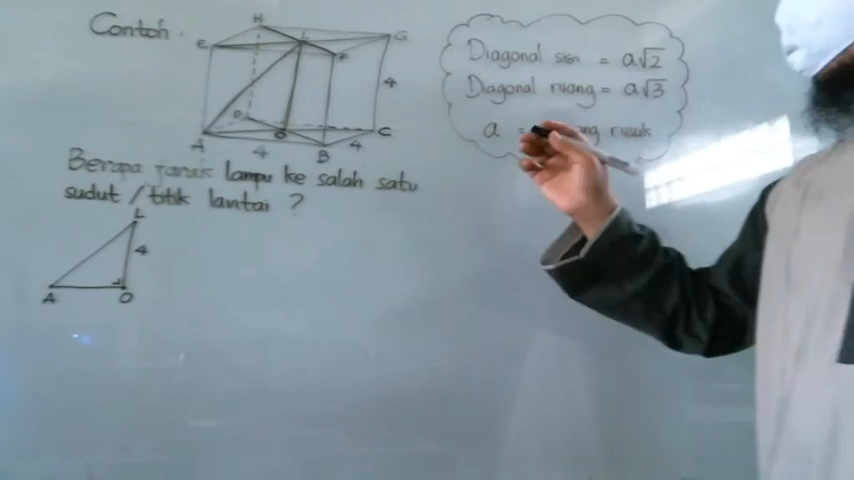 Contoh.
H
E
L
G
F
4
D
A
O
C
4
B
4
Berapa jarak lampu ke salah satu
sudut / titik lantai ?
L
4
A
O
Diagonal sisi = a√2
Diagonal ruang = a√3
a = rusuk